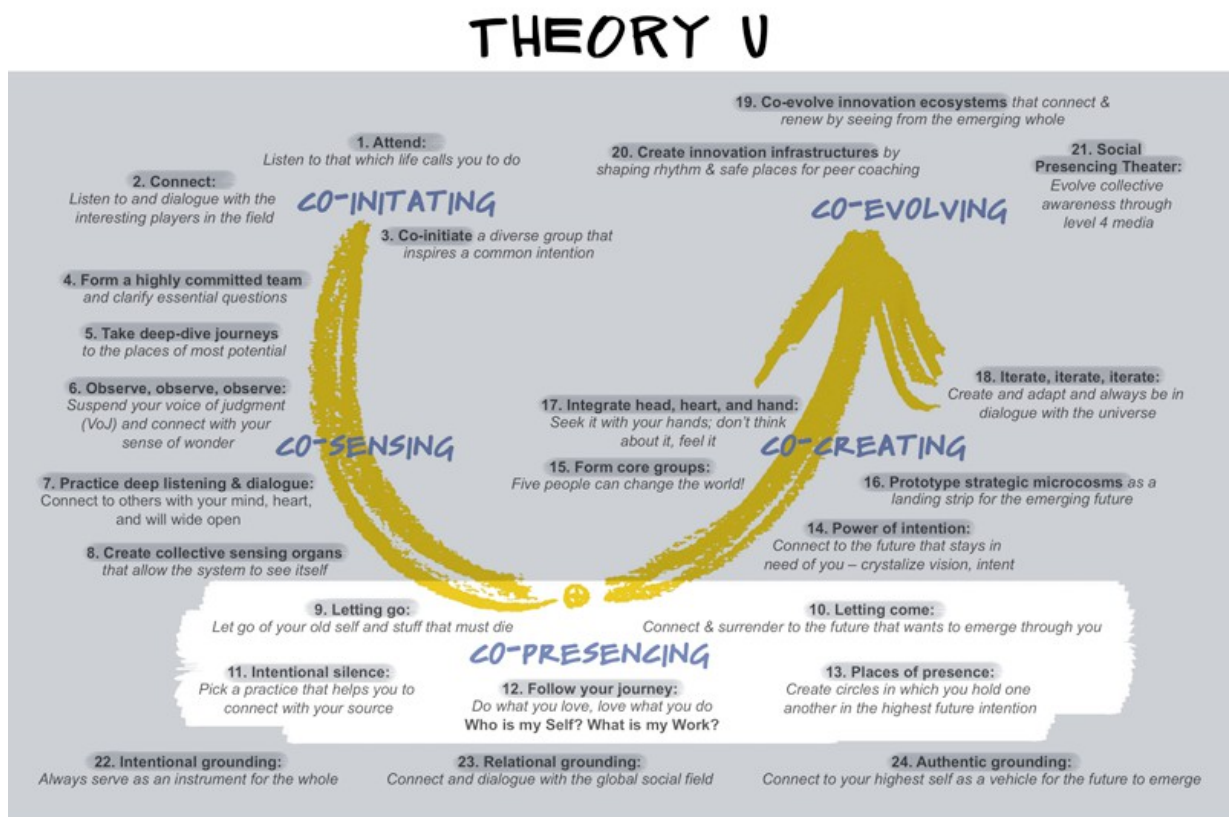 THEORY U
19. Co-evolve innovation ecosystems that connect &
renew by seeing from the emerging whole
1. Attend:
Listen to that which life calls you to do
20. Create innovation infrastructures by
shaping rhythm & safe places for peer coaching
21. Social
Presencing Theater:
Evolve collective
awareness through
level 4 media
2. Connect:
Listen to and dialogue with the
interesting players in the field
CO-INITATING
CO-EVOLVING
3. Co-initiate a diverse group that
inspires a common intention
4. Form a highly committed team
and clarify essential questions
5. Take deep-dive journeys
to the places of most potential
6. Observe, observe, observe:
Suspend your voice of judgment
(VoJ) and connect with your
sense of wonder
18. Iterate, iterate, iterate:
Create and adapt and always be in
dialogue with the universe
17. Integrate head, heart, and hand:
Seek it with your hands; don't think
about it, feel it
CO-SENSING
CO-CREATING
15. Form core groups:
Five people can change the world!
7. Practice deep listening & dialogue:
Connect to others with your mind, heart,
and will wide open
16. Prototype strategic microcosms as a
landing strip for the emerging future
14. Power of intention:
Connect to the future that stays in
need of you – crystalize vision, intent
8. Create collective sensing organs
that allow the system to see itself
9. Letting go:
Let go of your old self and stuff that must die
10. Letting come:
Connect & surrender to the future that wants to emerge through you
CO-PRESENCING
11. Intentional silence:
Pick a practice that helps you to
connect with your source
12. Follow your journey:
Do what you love, love what you do
Who is my Self? What is my Work?
13. Places of presence:
Create circles in which you hold one
another in the highest future intention
22. Intentional grounding:
Always serve as an instrument for the whole
23. Relational grounding:
Connect and dialogue with the global social field
24. Authentic grounding:
Connect to your highest self as a vehicle for the future to emerge